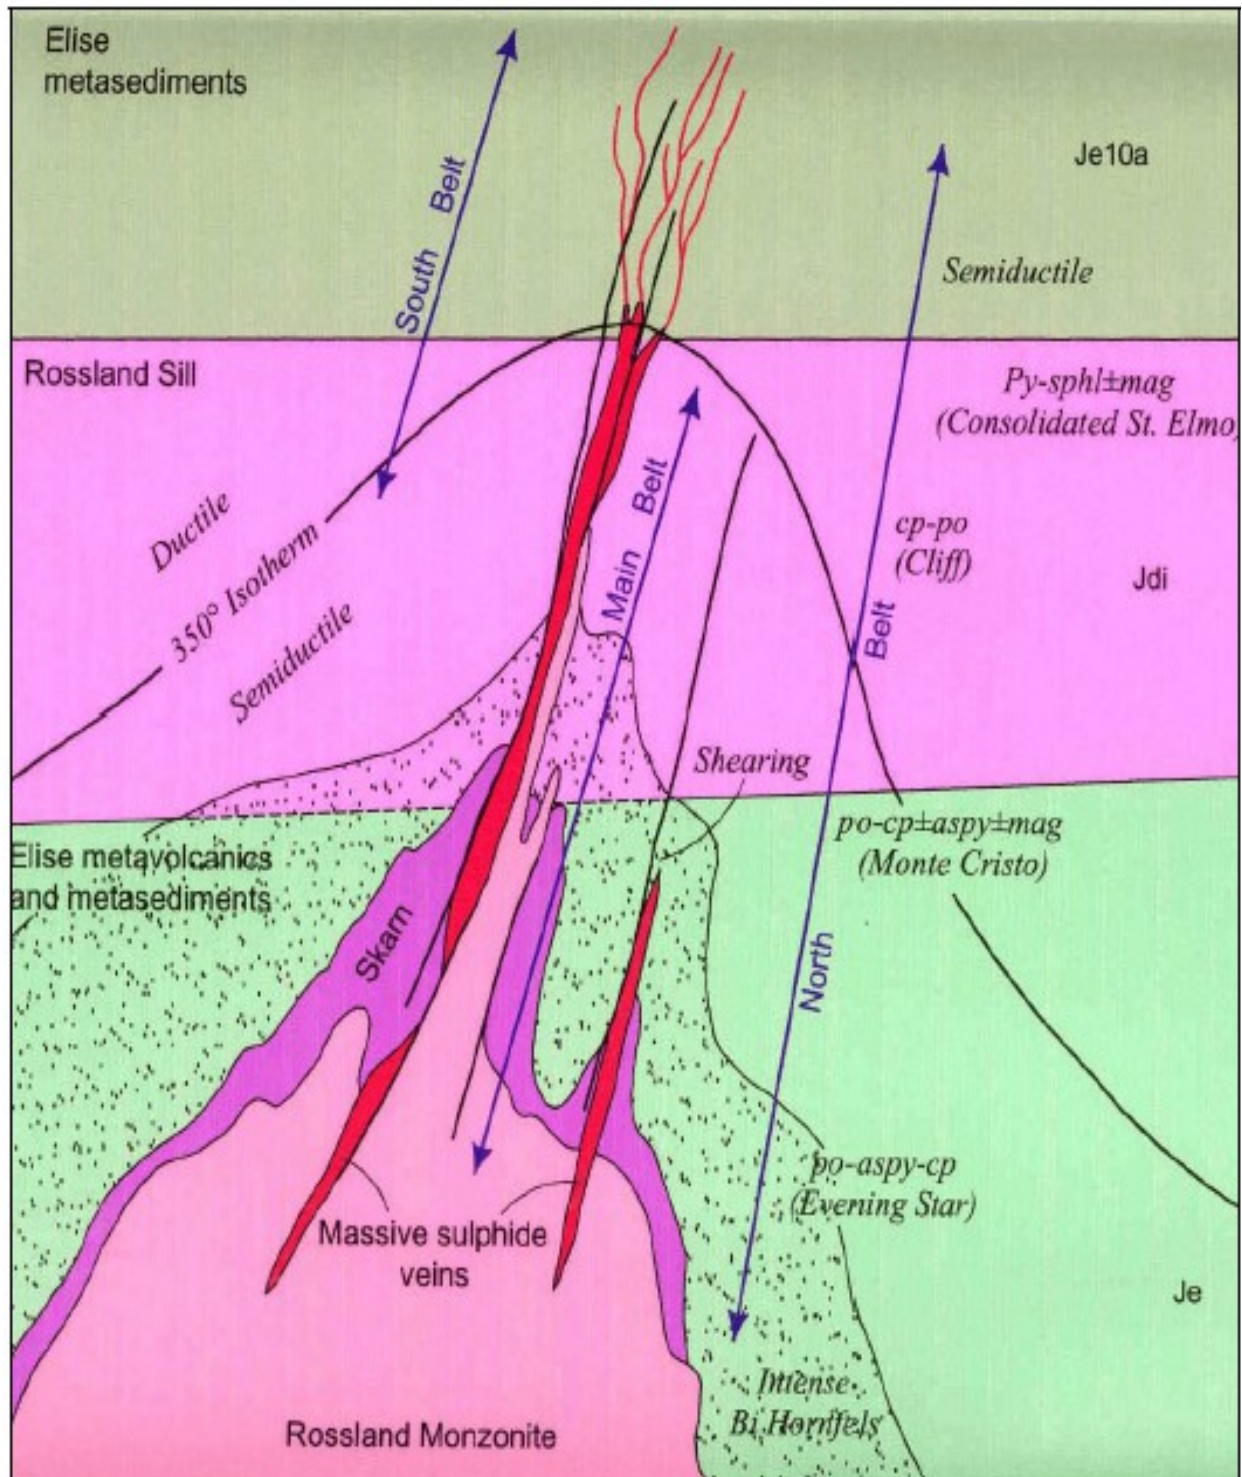 Elise
metasediments
South Belt
Je10a
Semiductile
Rossland Sill
Py-sphl±mag
(Consolidated St. Elmo)
Ductile
350° Isotherm
Semiductile
Main Belt
cp-po
(Cliff)
Jdi
North Belt
Shearing
po-cp±aspy±mag
(Monte Cristo)
Elise metavolcanics
and metasediments
Skarn
po-aspy-cp
(Evening Star)
Massive sulphide
veins
Je
Intense
Bi Hornfels
Rossland Monzonite